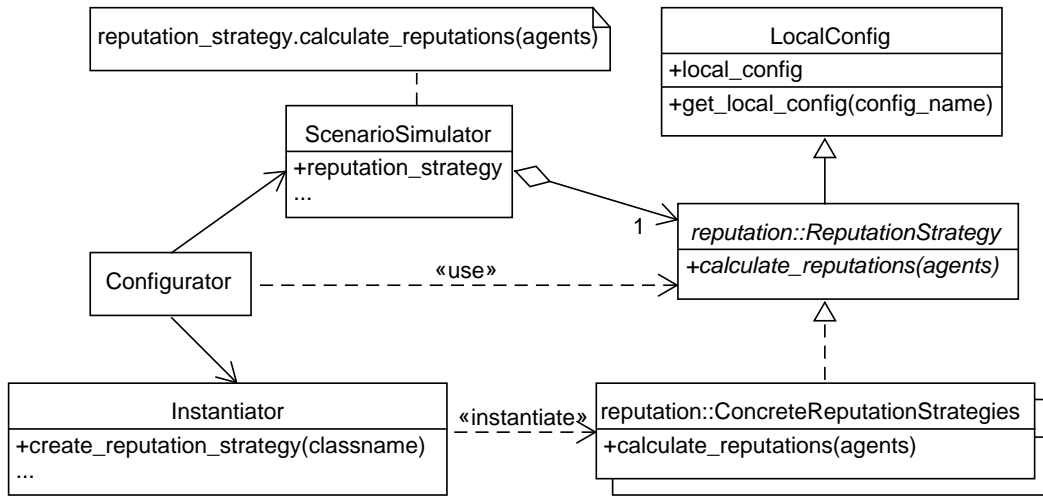 reputation_strategy.calculate_reputations(agents)
LocalConfig
+local_config
+get_local_config(config_name)
ScenarioSimulator
+reputation_strategy
...
1
reputation::ReputationStrategy
+calculate_reputations(agents)
Configurator
«use»
Instantiator
+create_reputation_strategy(classname)
...
«instantiate»
reputation::ConcreteReputationStrategies
+calculate_reputations(agents)